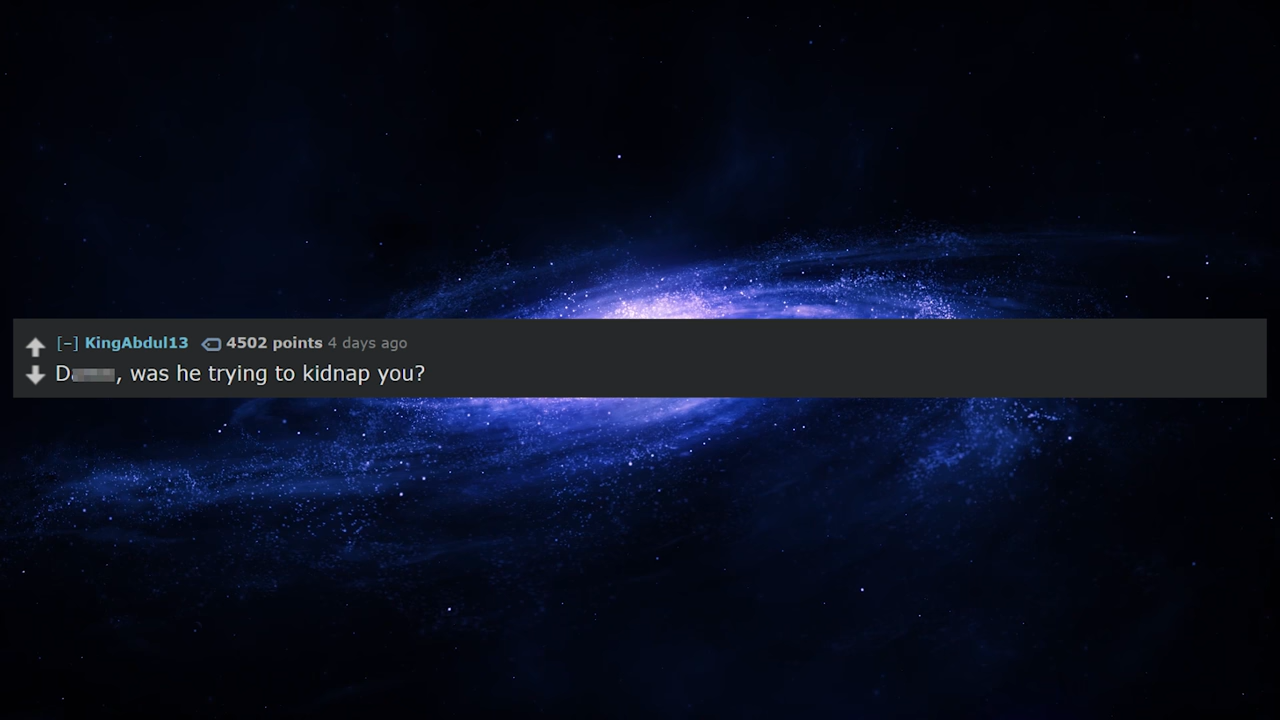 [–] KingAbdul13 4502 points 4 days ago
D, was he trying to kidnap you?